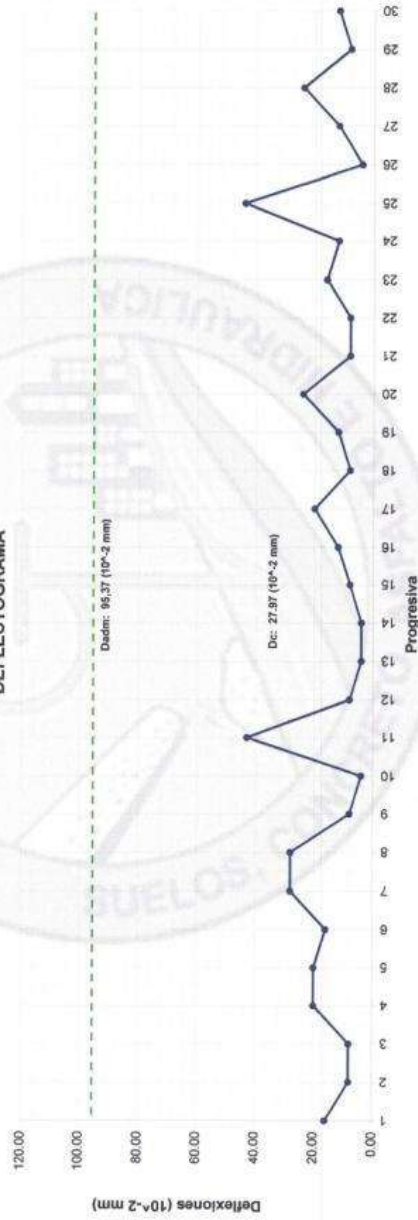 DEFLECTOGRAMA
Deflexiones (10^-2 mm)
120.00
100.00
80.00
60.00
40.00
20.00
0.00
Dadm: 95,37 (10^-2 mm)
Dc: 27.97 (10^-2 mm)
1 2 3 4 5 6 7 8 9 10 11 12 13 14 15 16 17 18 19 20 21 22 23 24 25 26 27 28 29 30
Progresiva
SUELOS, CONCRETO E HIDRAULICA